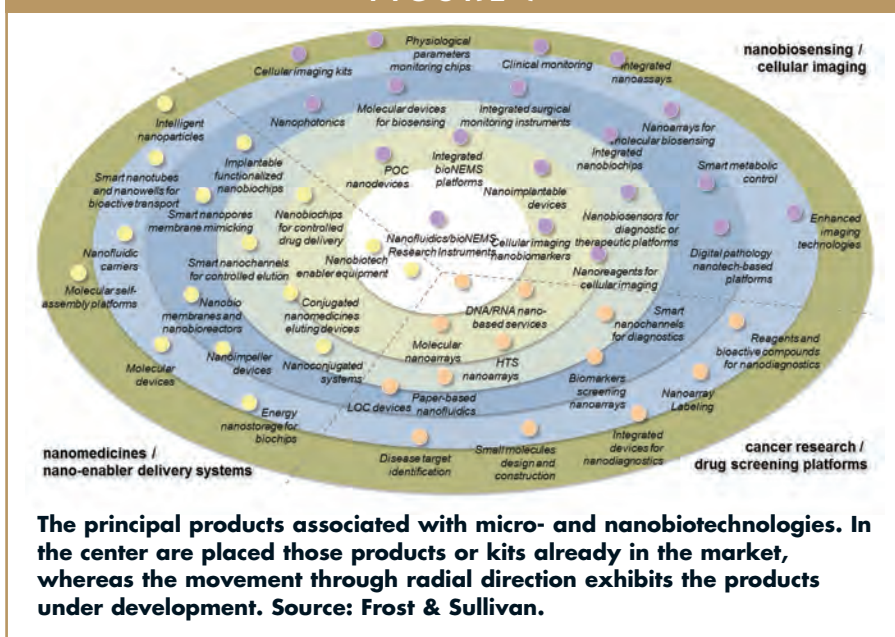 nanobiosensing /
cellular imaging
Physiological
parameters
monitoring chips
Cellular imaging kits
Clinical monitoring
Integrated
nanoassays
Intelligent
nanoparticles
Nanophotonics
Molecular devices
for biosensing
Integrated surgical
monitoring instruments
Nanoarrays for
molecular biosensing
Smart nanotubes
and nanowells for
bioactive transport
Implantable
functionalized
nanobiochips
POC
nanodevices
Integrated
bioNEMS
platforms
Integrated
nanobiochips
Smart metabolic
control
Smart nanopores
membrane mimicking
Nanobiochips
for controlled
drug delivery
Nanoimplantable
devices
Nanobiosensors for
diagnostic or
therapeutic platforms
Enhanced
imaging
technologies
Nanofluidic
carriers
Smart nanochannels
for controlled elution
Nanofluidics/bioNEMS
Research Instruments
Nanobiotech
enabler equipment
Cellular imaging
nanobiomarkers
Nanoreagents for
cellular imaging
Digital pathology
nanotech-based
platforms
Molecular self-
assembly platforms
Nanobio
membranes and
nanobioreactors
Conjugated
nanomedicines
eluting devices
DNA/RNA nano-
based services
Smart
nanochannels
for diagnostics
Reagents and
bioactive compounds
for nanodiagnostics
Molecular
devices
Nanoimpeller
devices
Nanoconjugated
systems
Molecular
nanoarrays
HTS
nanoarrays
Biomarkers
screening
nanoarrays
Nanoarray
Labeling
LOC devices
Paper-based
nanofluidics
Energy
nanostorage for
biochips
Disease target
identification
Small molecules
design and
construction
Integrated
devices for
nanodiagnostics
nanomedicines /
nano-enabler delivery systems
cancer research /
drug screening platforms
The principal products associated with micro- and nanobiotechnologies. In
the center are placed those products or kits already in the market,
whereas the movement through radial direction exhibits the products
under development. Source: Frost & Sullivan.